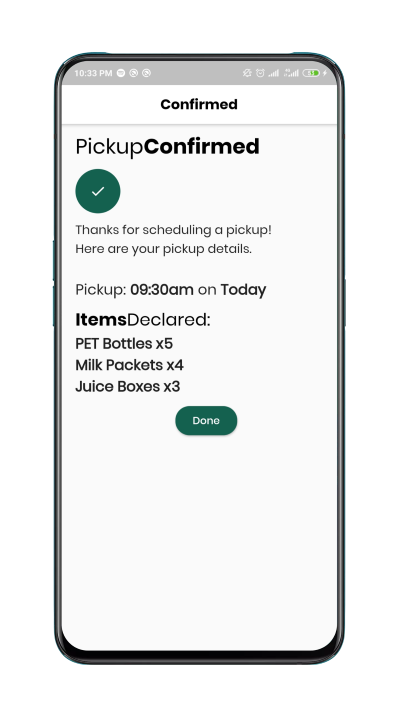 10:33 PM
Confirmed
PickupConfirmed
Thanks for scheduling a pickup!
Here are your pickup details.
Pickup: 09:30am on Today
ItemsDeclared:
PET Bottles x5
Milk Packets x4
Juice Boxes x3
Done